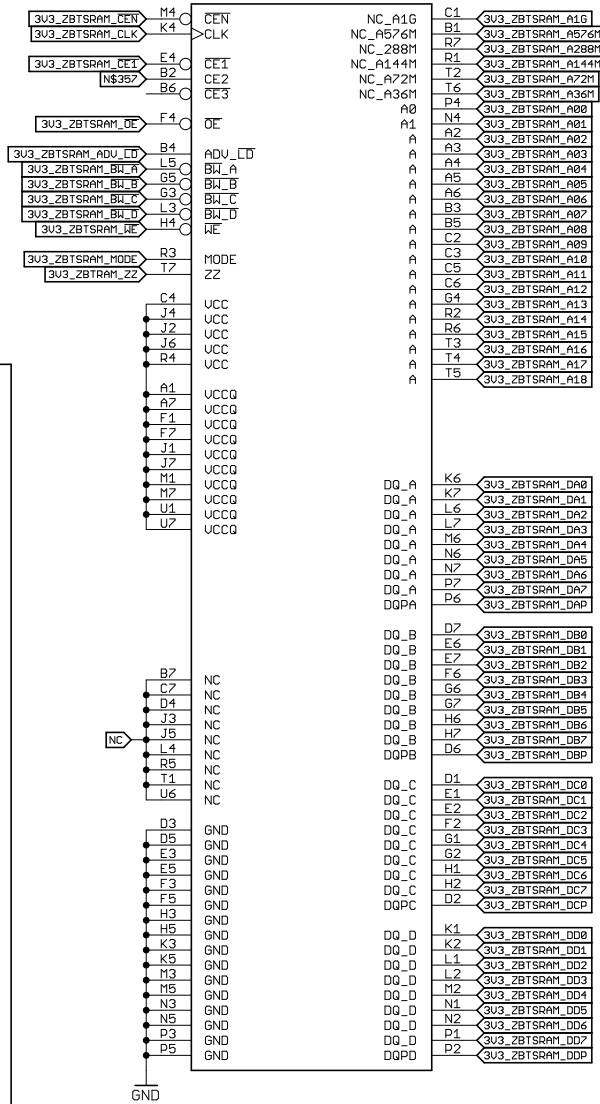 3V3_ZBTSRAM_CEN M4 CEN
3V3_ZBTSRAM_CLK K4 CLK
3V3_ZBTSRAM_CE1 E4 CE1
N$357 B2 CE2
B6 CE3
3V3_ZBTSRAM_OE F4 OE
3V3_ZBTSRAM_ADV_LD B4 ADV_LD
3V3_ZBTSRAM_BW_A L5 BW_A
3V3_ZBTSRAM_BW_B G5 BW_B
3V3_ZBTSRAM_BW_C G3 BW_C
3V3_ZBTSRAM_BW_D L3 BW_D
3V3_ZBTSRAM_WE H4 WE
3V3_ZBTSRAM_MODE R3 MODE
3V3_ZBTRAM_ZZ T7 ZZ
C4 VCC
J4 VCC
J2 VCC
J6 VCC
R4 VCC
A1 VCCQ
A7 VCCQ
F1 VCCQ
F7 VCCQ
J1 VCCQ
J7 VCCQ
M1 VCCQ
M7 VCCQ
U1 VCCQ
U7 VCCQ
B7 NC
C7 NC
D4 NC
J3 NC
NC J5 NC
L4 NC
R5 NC
T1 NC
U6 NC
D3 GND
D5 GND
E3 GND
E5 GND
F3 GND
F5 GND
H3 GND
H5 GND
K3 GND
K5 GND
M3 GND
M5 GND
N3 GND
N5 GND
P3 GND
P5 GND
GND
NC_A1G C1 3V3_ZBTSRAM_A1G
NC_A576M B1 3V3_ZBTSRAM_A576M
NC_288M R7 3V3_ZBTSRAM_A288M
NC_A144M R1 3V3_ZBTSRAM_A144M
NC_A72M T2 3V3_ZBTSRAM_A72M
NC_A36M T6 3V3_ZBTSRAM_A36M
A0 P4 3V3_ZBTSRAM_A00
A1 N4 3V3_ZBTSRAM_A01
A A2 3V3_ZBTSRAM_A02
A A3 3V3_ZBTSRAM_A03
A A4 3V3_ZBTSRAM_A04
A A5 3V3_ZBTSRAM_A05
A A6 3V3_ZBTSRAM_A06
A B3 3V3_ZBTSRAM_A07
A B5 3V3_ZBTSRAM_A08
A C2 3V3_ZBTSRAM_A09
A C3 3V3_ZBTSRAM_A10
A C5 3V3_ZBTSRAM_A11
A C6 3V3_ZBTSRAM_A12
A G4 3V3_ZBTSRAM_A13
A R2 3V3_ZBTSRAM_A14
A R6 3V3_ZBTSRAM_A15
A T3 3V3_ZBTSRAM_A16
A T4 3V3_ZBTSRAM_A17
A T5 3V3_ZBTSRAM_A18
DQ_A K6 3V3_ZBTSRAM_DA0
DQ_A K7 3V3_ZBTSRAM_DA1
DQ_A L6 3V3_ZBTSRAM_DA2
DQ_A L7 3V3_ZBTSRAM_DA3
DQ_A M6 3V3_ZBTSRAM_DA4
DQ_A N6 3V3_ZBTSRAM_DA5
DQ_A N7 3V3_ZBTSRAM_DA6
DQ_A P7 3V3_ZBTSRAM_DA7
DQPA P6 3V3_ZBTSRAM_DAP
DQ_B D7 3V3_ZBTSRAM_DB0
DQ_B E6 3V3_ZBTSRAM_DB1
DQ_B E7 3V3_ZBTSRAM_DB2
DQ_B F6 3V3_ZBTSRAM_DB3
DQ_B G6 3V3_ZBTSRAM_DB4
DQ_B G7 3V3_ZBTSRAM_DB5
DQ_B H6 3V3_ZBTSRAM_DB6
DQ_B H7 3V3_ZBTSRAM_DB7
DQPB D6 3V3_ZBTSRAM_DBP
DQ_C D1 3V3_ZBTSRAM_DC0
DQ_C E1 3V3_ZBTSRAM_DC1
DQ_C E2 3V3_ZBTSRAM_DC2
DQ_C F2 3V3_ZBTSRAM_DC3
DQ_C G1 3V3_ZBTSRAM_DC4
DQ_C G2 3V3_ZBTSRAM_DC5
DQ_C H1 3V3_ZBTSRAM_DC6
DQ_C H2 3V3_ZBTSRAM_DC7
DQPC D2 3V3_ZBTSRAM_DCP
DQ_D K1 3V3_ZBTSRAM_DD0
DQ_D K2 3V3_ZBTSRAM_DD1
DQ_D L1 3V3_ZBTSRAM_DD2
DQ_D L2 3V3_ZBTSRAM_DD3
DQ_D M2 3V3_ZBTSRAM_DD4
DQ_D N1 3V3_ZBTSRAM_DD5
DQ_D N2 3V3_ZBTSRAM_DD6
DQ_D P1 3V3_ZBTSRAM_DD7
DQPD P2 3V3_ZBTSRAM_DDP